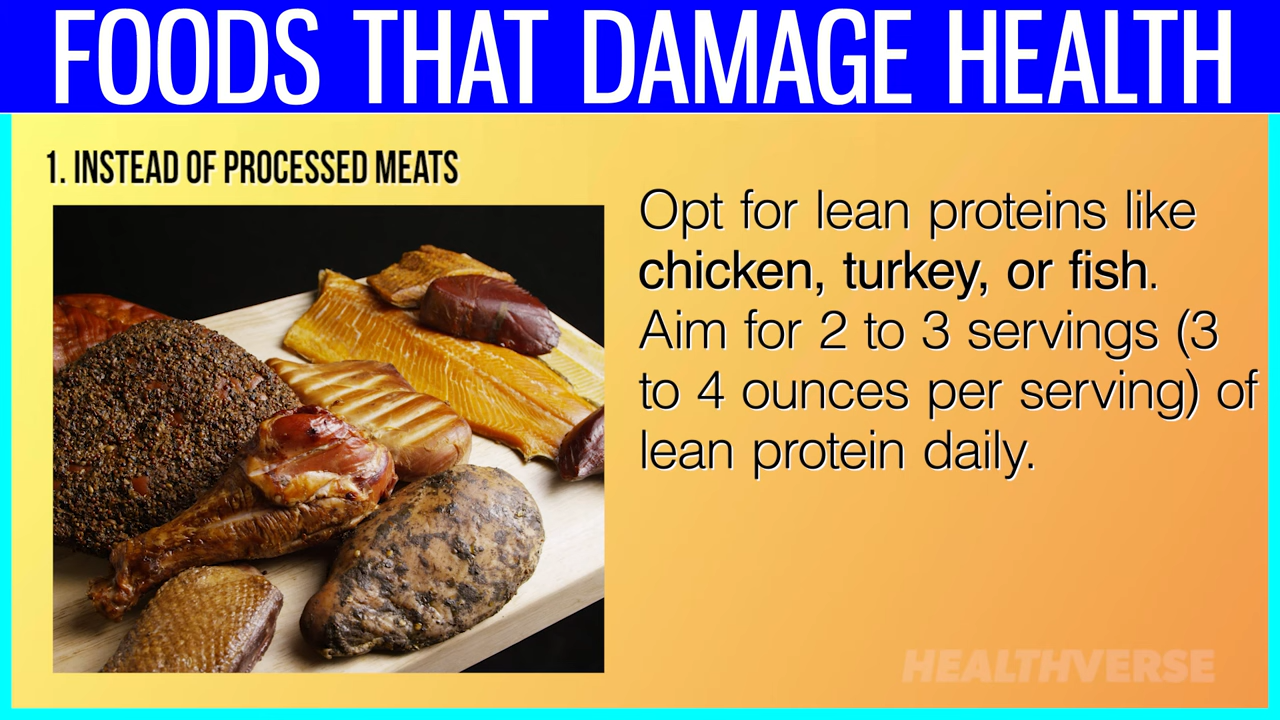 FOODS THAT DAMAGE HEALTH
1. INSTEAD OF PROCESSED MEATS
Opt for lean proteins like
chicken, turkey, or fish.
Aim for 2 to 3 servings (3
to 4 ounces per serving) of
lean protein daily.
HEALTHVERSE